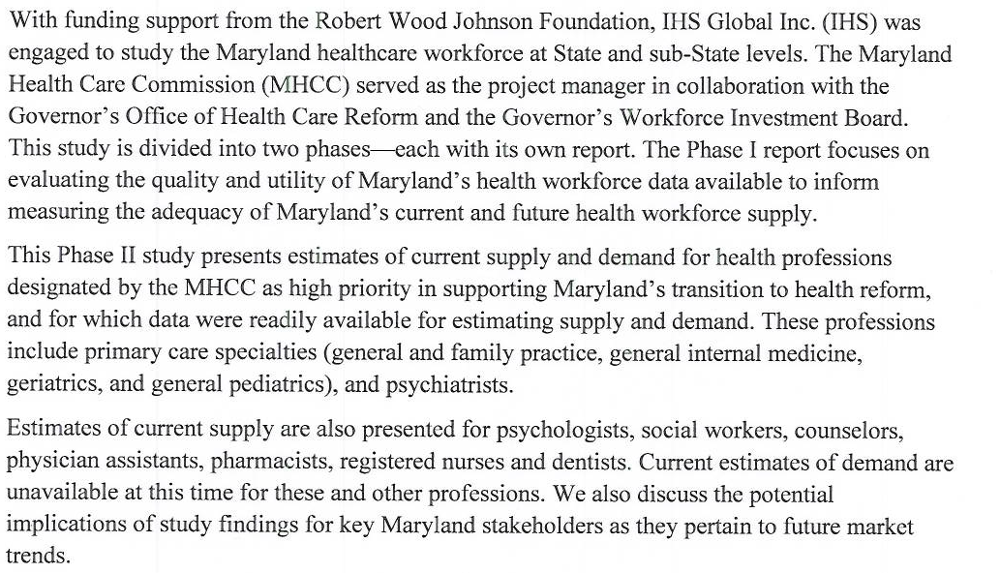 With funding support from the Robert Wood Johnson Foundation, IHS Global Inc. (IHS) was
engaged to study the Maryland healthcare workforce at State and sub-State levels. The Maryland
Health Care Commission (MHCC) served as the project manager in collaboration with the
Governor's Office of Health Care Reform and the Governor's Workforce Investment Board.
This study is divided into two phases—each with its own report. The Phase I report focuses on
evaluating the quality and utility of Maryland's health workforce data available to inform
measuring the adequacy of Maryland's current and future health workforce supply.
This Phase II study presents estimates of current supply and demand for health professions
designated by the MHCC as high priority in supporting Maryland's transition to health reform,
and for which data were readily available for estimating supply and demand. These professions
include primary care specialties (general and family practice, general internal medicine,
geriatrics, and general pediatrics), and psychiatrists.
Estimates of current supply are also presented for psychologists, social workers, counselors,
physician assistants, pharmacists, registered nurses and dentists. Current estimates of demand are
unavailable at this time for these and other professions. We also discuss the potential
implications of study findings for key Maryland stakeholders as they pertain to future market
trends.